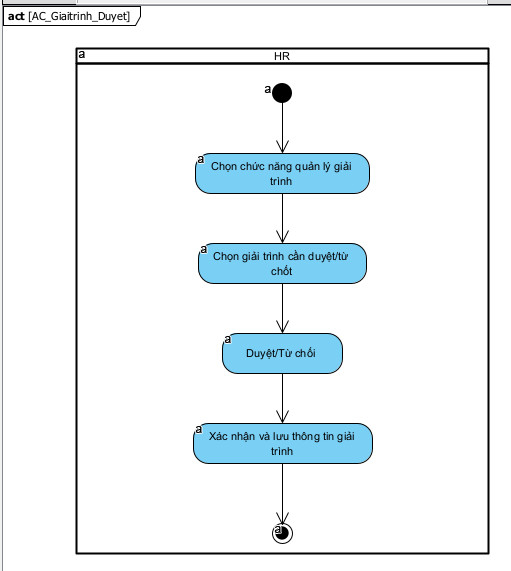 act [AC_Giaitrinh_Duyet]
a
HR
a
a
Chọn chức năng quản lý giải
trình
a
Chọn giải trình cần duyệt/từ
chốt
a
Duyệt/Từ chối
a
Xác nhận và lưu thông tin giải
trình
a